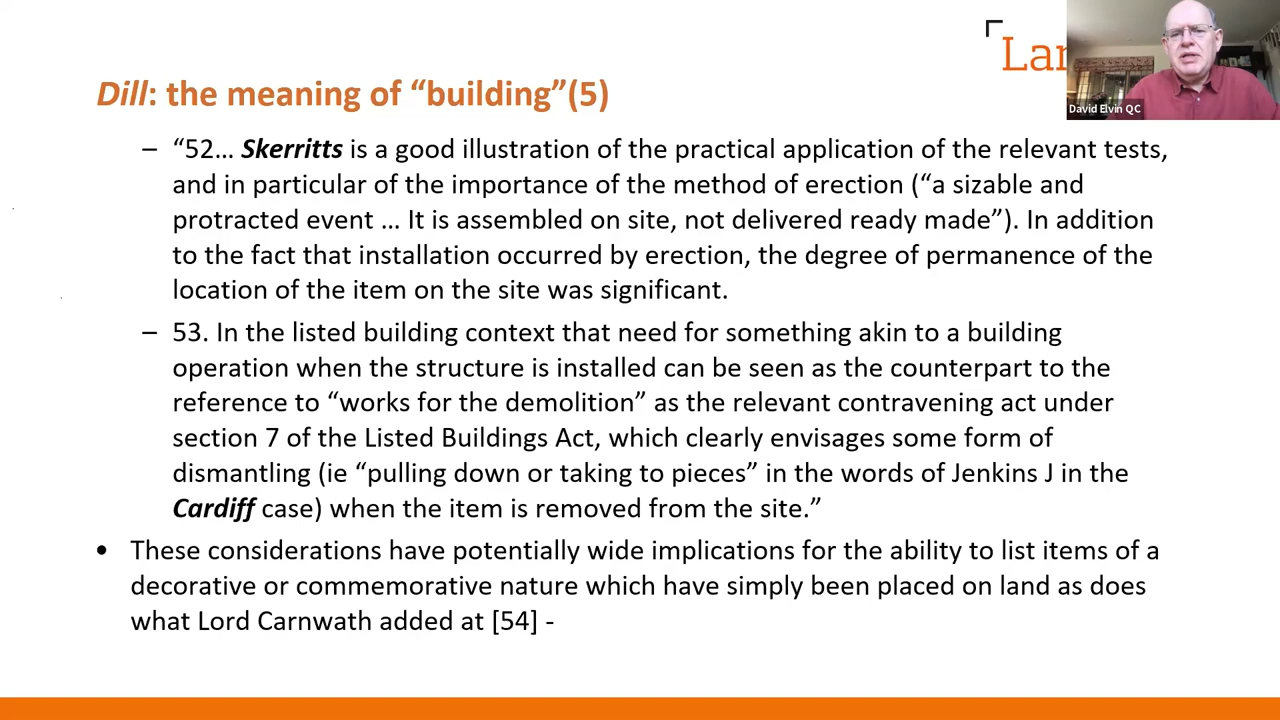 Lan
David Elvin QC
Dill: the meaning of “building”(5)
– “52… Skerritts is a good illustration of the practical application of the relevant tests,
and in particular of the importance of the method of erection (“a sizable and
protracted event … It is assembled on site, not delivered ready made”). In addition
to the fact that installation occurred by erection, the degree of permanence of the
location of the item on the site was significant.
– 53. In the listed building context that need for something akin to a building
operation when the structure is installed can be seen as the counterpart to the
reference to “works for the demolition” as the relevant contravening act under
section 7 of the Listed Buildings Act, which clearly envisages some form of
dismantling (ie “pulling down or taking to pieces” in the words of Jenkins J in the
Cardiff case) when the item is removed from the site.”
• These considerations have potentially wide implications for the ability to list items of a
decorative or commemorative nature which have simply been placed on land as does
what Lord Carnwath added at [54] -